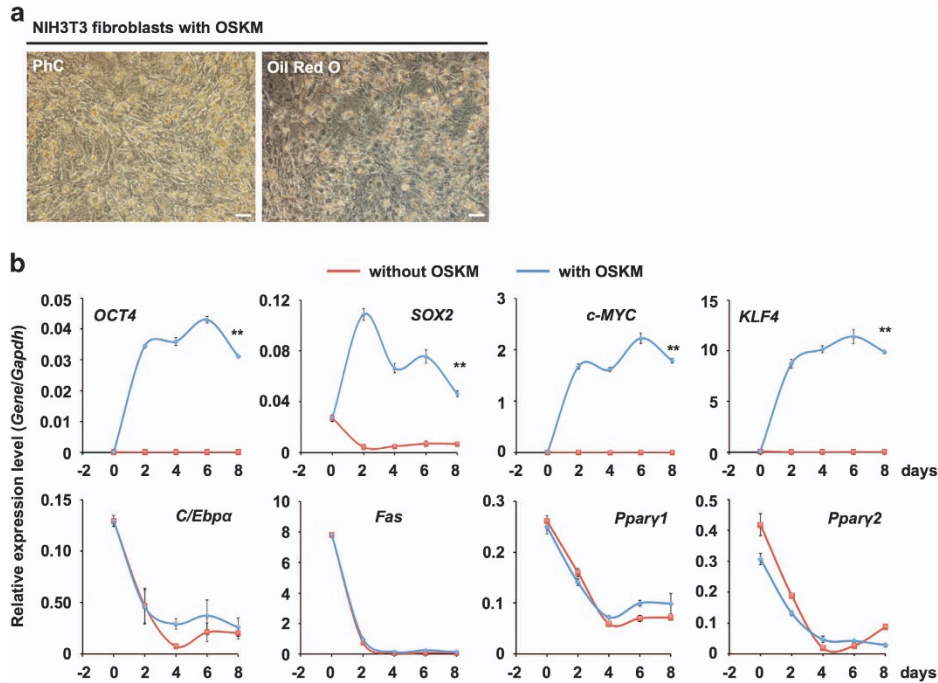 a
NIH3T3 fibroblasts with OSKM
PhC
Oil Red O
b
without OSKM
with OSKM
Relative expression level (Gene/Gapdh)
OCT4
0.05
0.04
0.03
0.02
0.01
0.00
**
-2 0 2 4 6 8
SOX2
0.12
0.08
0.04
0
**
-2 0 2 4 6 8
c-MYC
3
2
1
0
**
-2 0 2 4 6 8
KLF4
15
10
5
0
**
-2 0 2 4 6 8 days
C/Ebpα
0.15
0.10
0.50
0
-2 0 2 4 6 8
Fas
10
8
6
4
2
0
-2 0 2 4 6 8
Pparγ1
0.3
0.2
0.1
0
-2 0 2 4 6 8
Pparγ2
0.5
0.4
0.3
0.2
0.1
0
-2 0 2 4 6 8 days